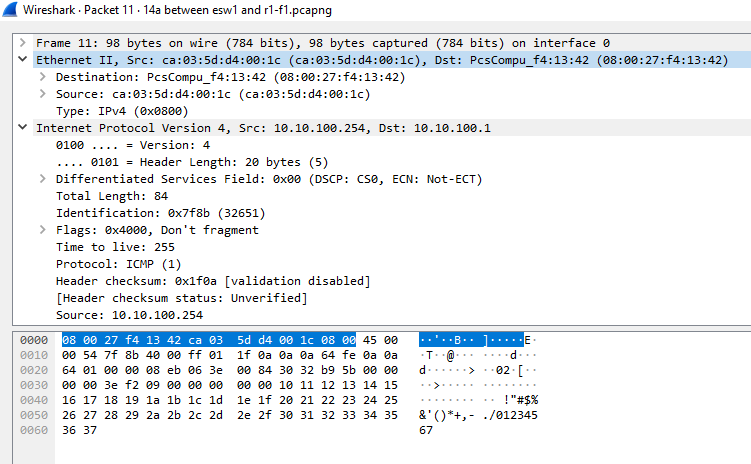 Wireshark · Packet 11 · 14a between esw1 and r1-f1.pcapng
Frame 11: 98 bytes on wire (784 bits), 98 bytes captured (784 bits) on interface 0
Ethernet II, Src: ca:03:5d:d4:00:1c (ca:03:5d:d4:00:1c), Dst: PcsCompu_f4:13:42 (08:00:27:f4:13:42)
Destination: PcsCompu_f4:13:42 (08:00:27:f4:13:42)
Source: ca:03:5d:d4:00:1c (ca:03:5d:d4:00:1c)
Type: IPv4 (0x0800)
Internet Protocol Version 4, Src: 10.10.100.254, Dst: 10.10.100.1
0100 .... = Version: 4
.... 0101 = Header Length: 20 bytes (5)
Differentiated Services Field: 0x00 (DSCP: CS0, ECN: Not-ECT)
Total Length: 84
Identification: 0x7f8b (32651)
Flags: 0x4000, Don't fragment
Time to live: 255
Protocol: ICMP (1)
Header checksum: 0x1f0a [validation disabled]
[Header checksum status: Unverified]
Source: 10.10.100.254
0000 08 00 27 f4 13 42 ca 03 5d d4 00 1c 08 00 45 00 ··'··B·· ]·····E·
0010 00 54 7f 8b 40 00 ff 01 1f 0a 0a 0a 64 fe 0a 0a ·T··@··· ····d···
0020 64 01 00 00 08 eb 06 3e 00 84 30 32 b9 5b 00 00 d······> ··02·[··
0030 00 00 3e f2 09 00 00 00 00 00 10 11 12 13 14 15 ··>····· ········
0040 16 17 18 19 1a 1b 1c 1d 1e 1f 20 21 22 23 24 25 ········ ·· !"#$%
0050 26 27 28 29 2a 2b 2c 2d 2e 2f 30 31 32 33 34 35 &'()*+,- ./012345
0060 36 37 67